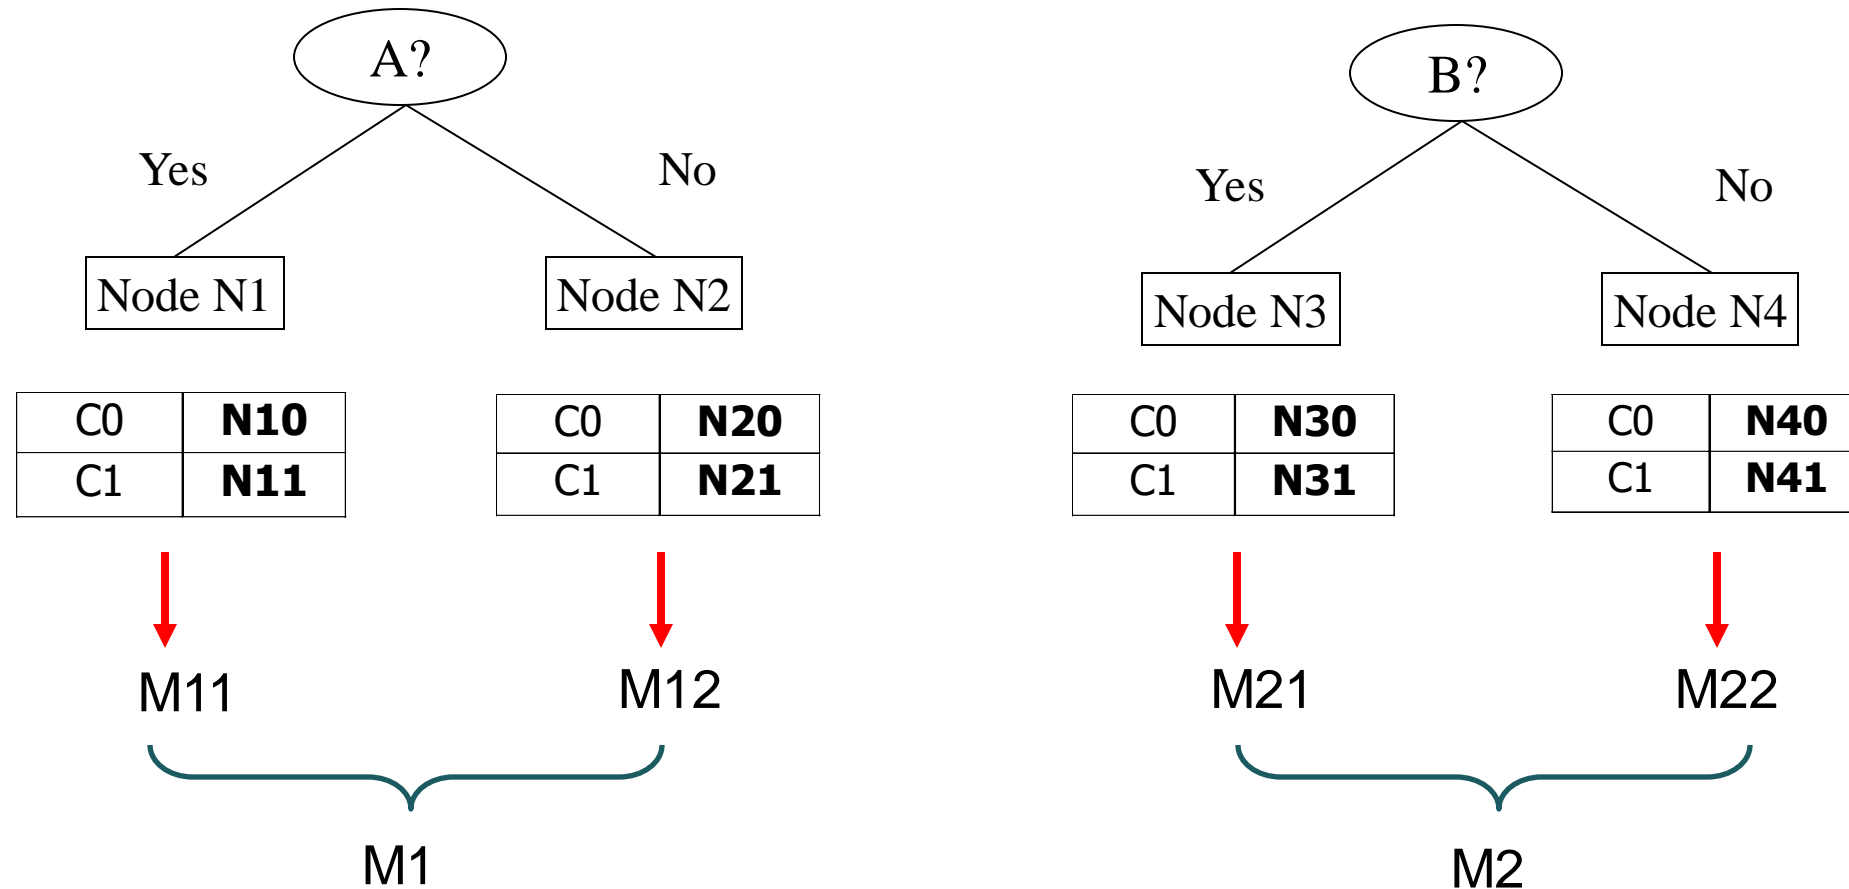 A?
B?
Yes
No
Yes
No
Node N1
Node N2
Node N3
Node N4
C0 N10
C1 N11
C0 N20
C1 N21
C0 N30
C1 N31
C0 N40
C1 N41
M11
M12
M21
M22
M1
M2